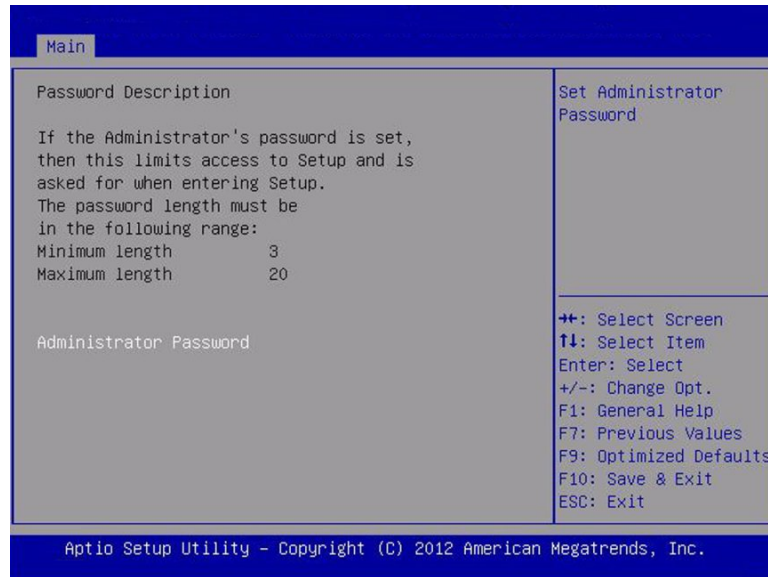 Main
Password Description
If the Administrator's password is set,
then this limits access to Setup and is
asked for when entering Setup.
The password length must be
in the following range:
Minimum length 3
Maximum length 20
Administrator Password
Set Administrator
Password
→←: Select Screen
↑↓: Select Item
Enter: Select
+/-: Change Opt.
F1: General Help
F7: Previous Values
F9: Optimized Defaults
F10: Save & Exit
ESC: Exit
Aptio Setup Utility – Copyright (C) 2012 American Megatrends, Inc.